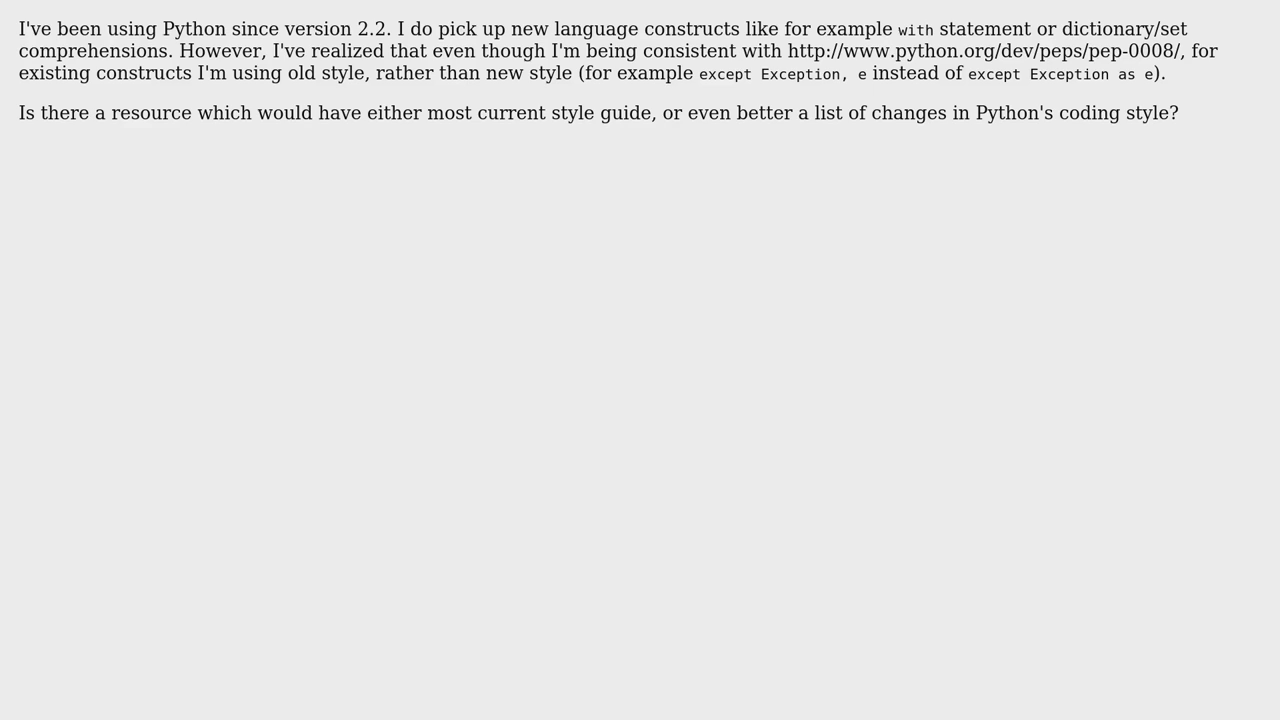 I've been using Python since version 2.2. I do pick up new language constructs like for example with statement or dictionary/set
comprehensions. However, I've realized that even though I'm being consistent with http://www.python.org/dev/peps/pep-0008/, for
existing constructs I'm using old style, rather than new style (for example except Exception, e instead of except Exception as e).
Is there a resource which would have either most current style guide, or even better a list of changes in Python's coding style?